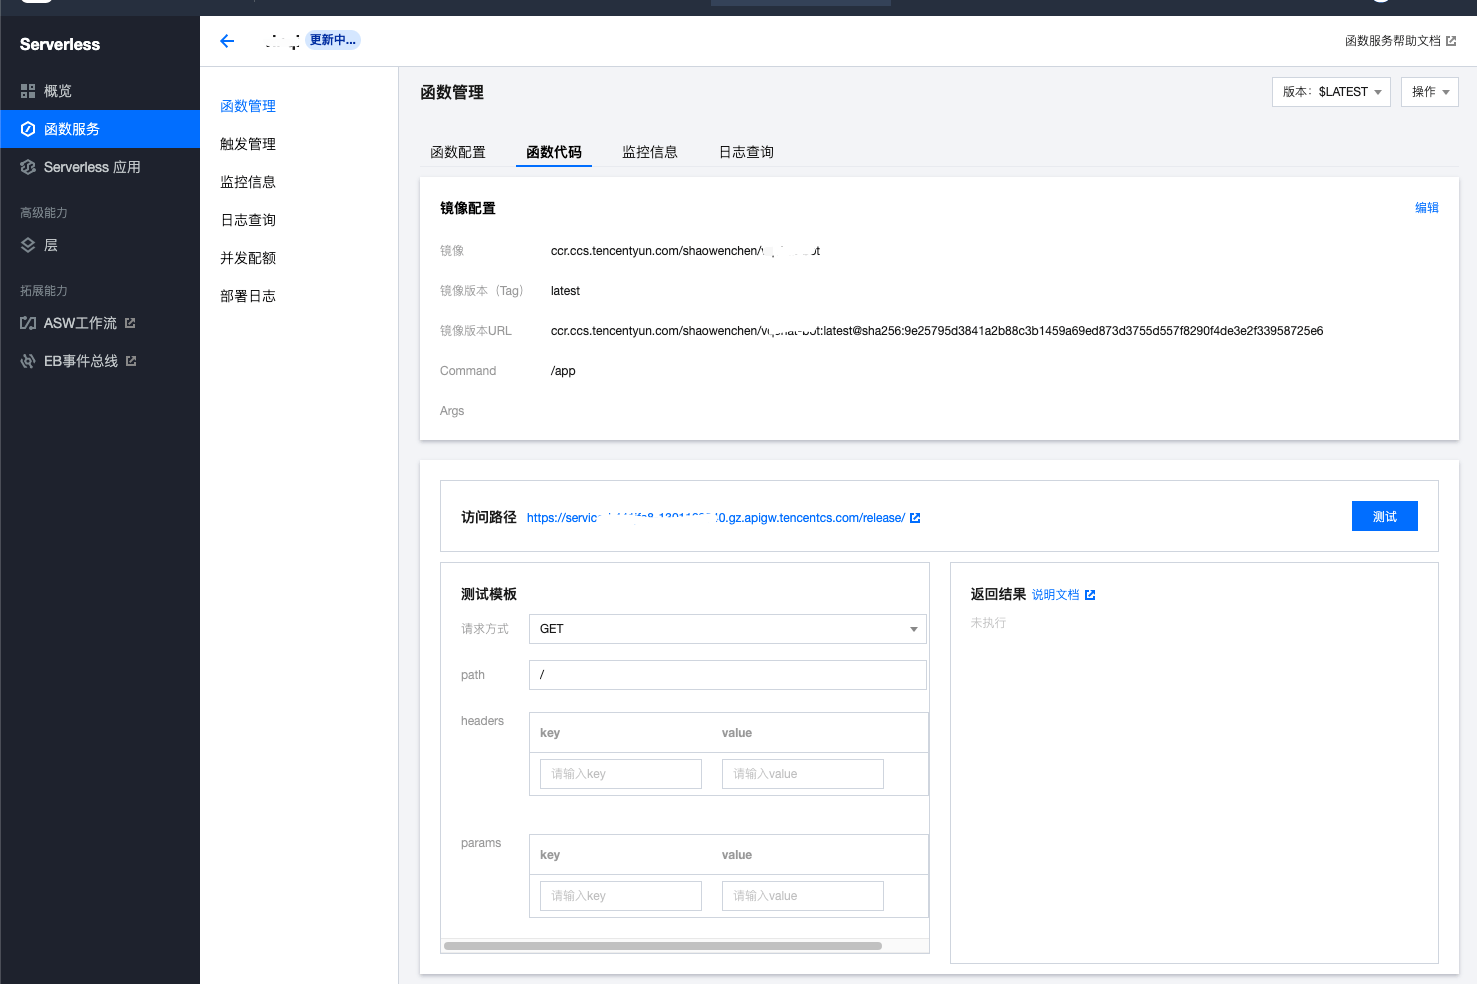 Serverless
更新中...
函数服务帮助文档
概览
函数服务
Serverless 应用
高级能力
层
拓展能力
ASW工作流
EB事件总线
函数管理
触发管理
监控信息
日志查询
并发配额
部署日志
函数管理
版本: $LATEST
操作
函数配置 函数代码 监控信息 日志查询
镜像配置
编辑
镜像 ccr.ccs.tencentyun.com/shaowenchen/
镜像版本 (Tag) latest
镜像版本URL ccr.ccs.tencentyun.com/shaowenchen/ :latest@sha256:9e25795d3841a2b88c3b1459a69ed873d3755d557f8290f4de3e2f33958725e6
Command /app
Args
访问路径 https://servic .gz.apigw.tencentcs.com/release/
测试
测试模板
请求方式 GET
path /
headers
key value
请输入key 请输入value
params
key value
请输入key 请输入value
返回结果 说明文档
未执行